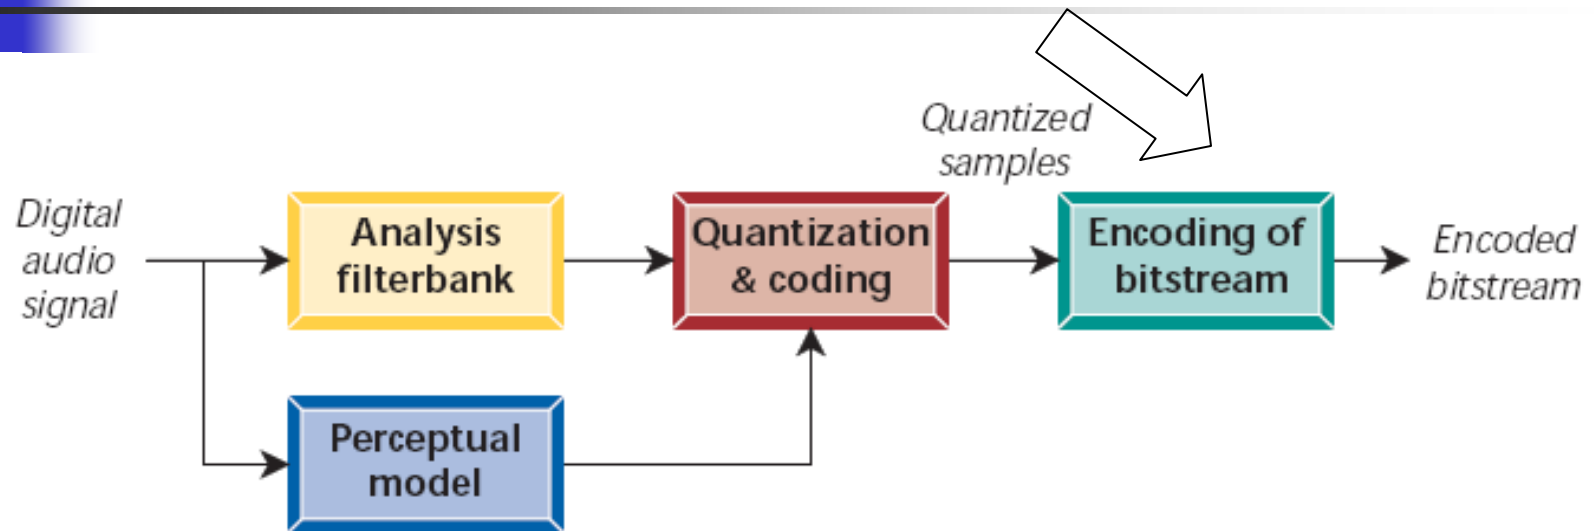 Quantized
samples
Digital
audio
signal
Analysis
filterbank
Quantization
& coding
Encoding of
bitstream
Encoded
bitstream
Perceptual
model